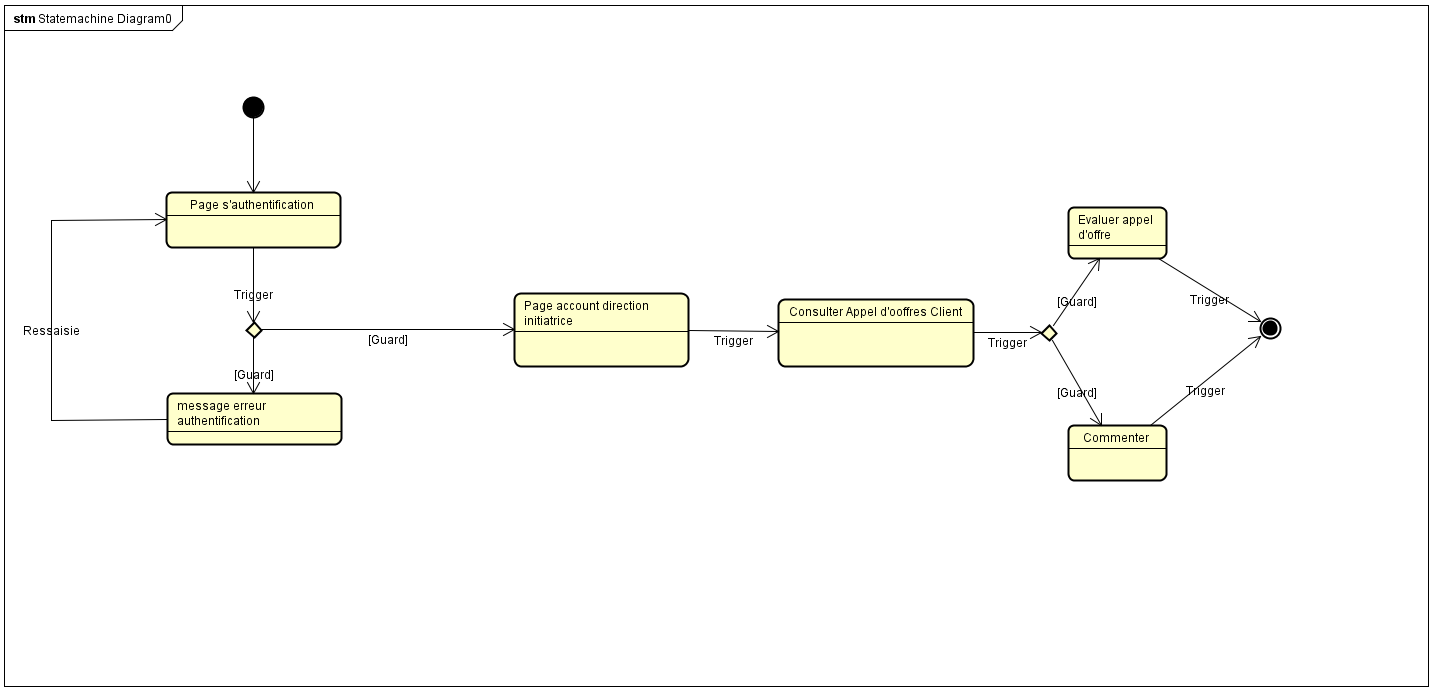 stm Statemachine Diagram0
Page s'authentification
Trigger
Ressaisie
[Guard]
[Guard]
message erreur
authentification
Page account direction
initiatrice
Trigger
Consulter Appel d'ooffres Client
Trigger
Evaluer appel
d'offre
[Guard]
Trigger
[Guard]
Trigger
Commenter